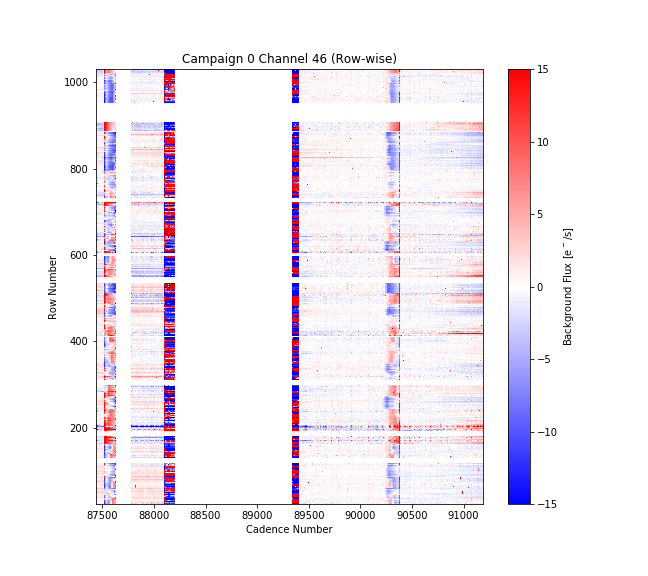 Campaign 0 Channel 46 (Row-wise)
1000
800
600
400
200
Row Number
87500 88000 88500 89000 89500 90000 90500 91000
Cadence Number
15
10
5
0
−5
−10
−15
Background Flux [e⁻/s]